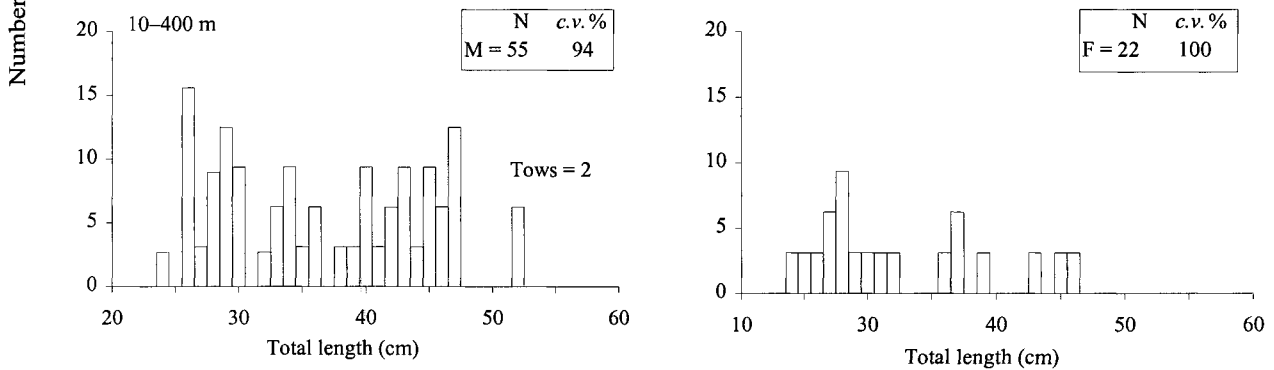 Number
10–400 m
N c.v. %
M = 55 94
20
15
10
5
0
Tows = 2
20 30 40 50 60
Total length (cm)
N c.v. %
F = 22 100
20
15
10
5
0
10 30 40 50 60
Total length (cm)